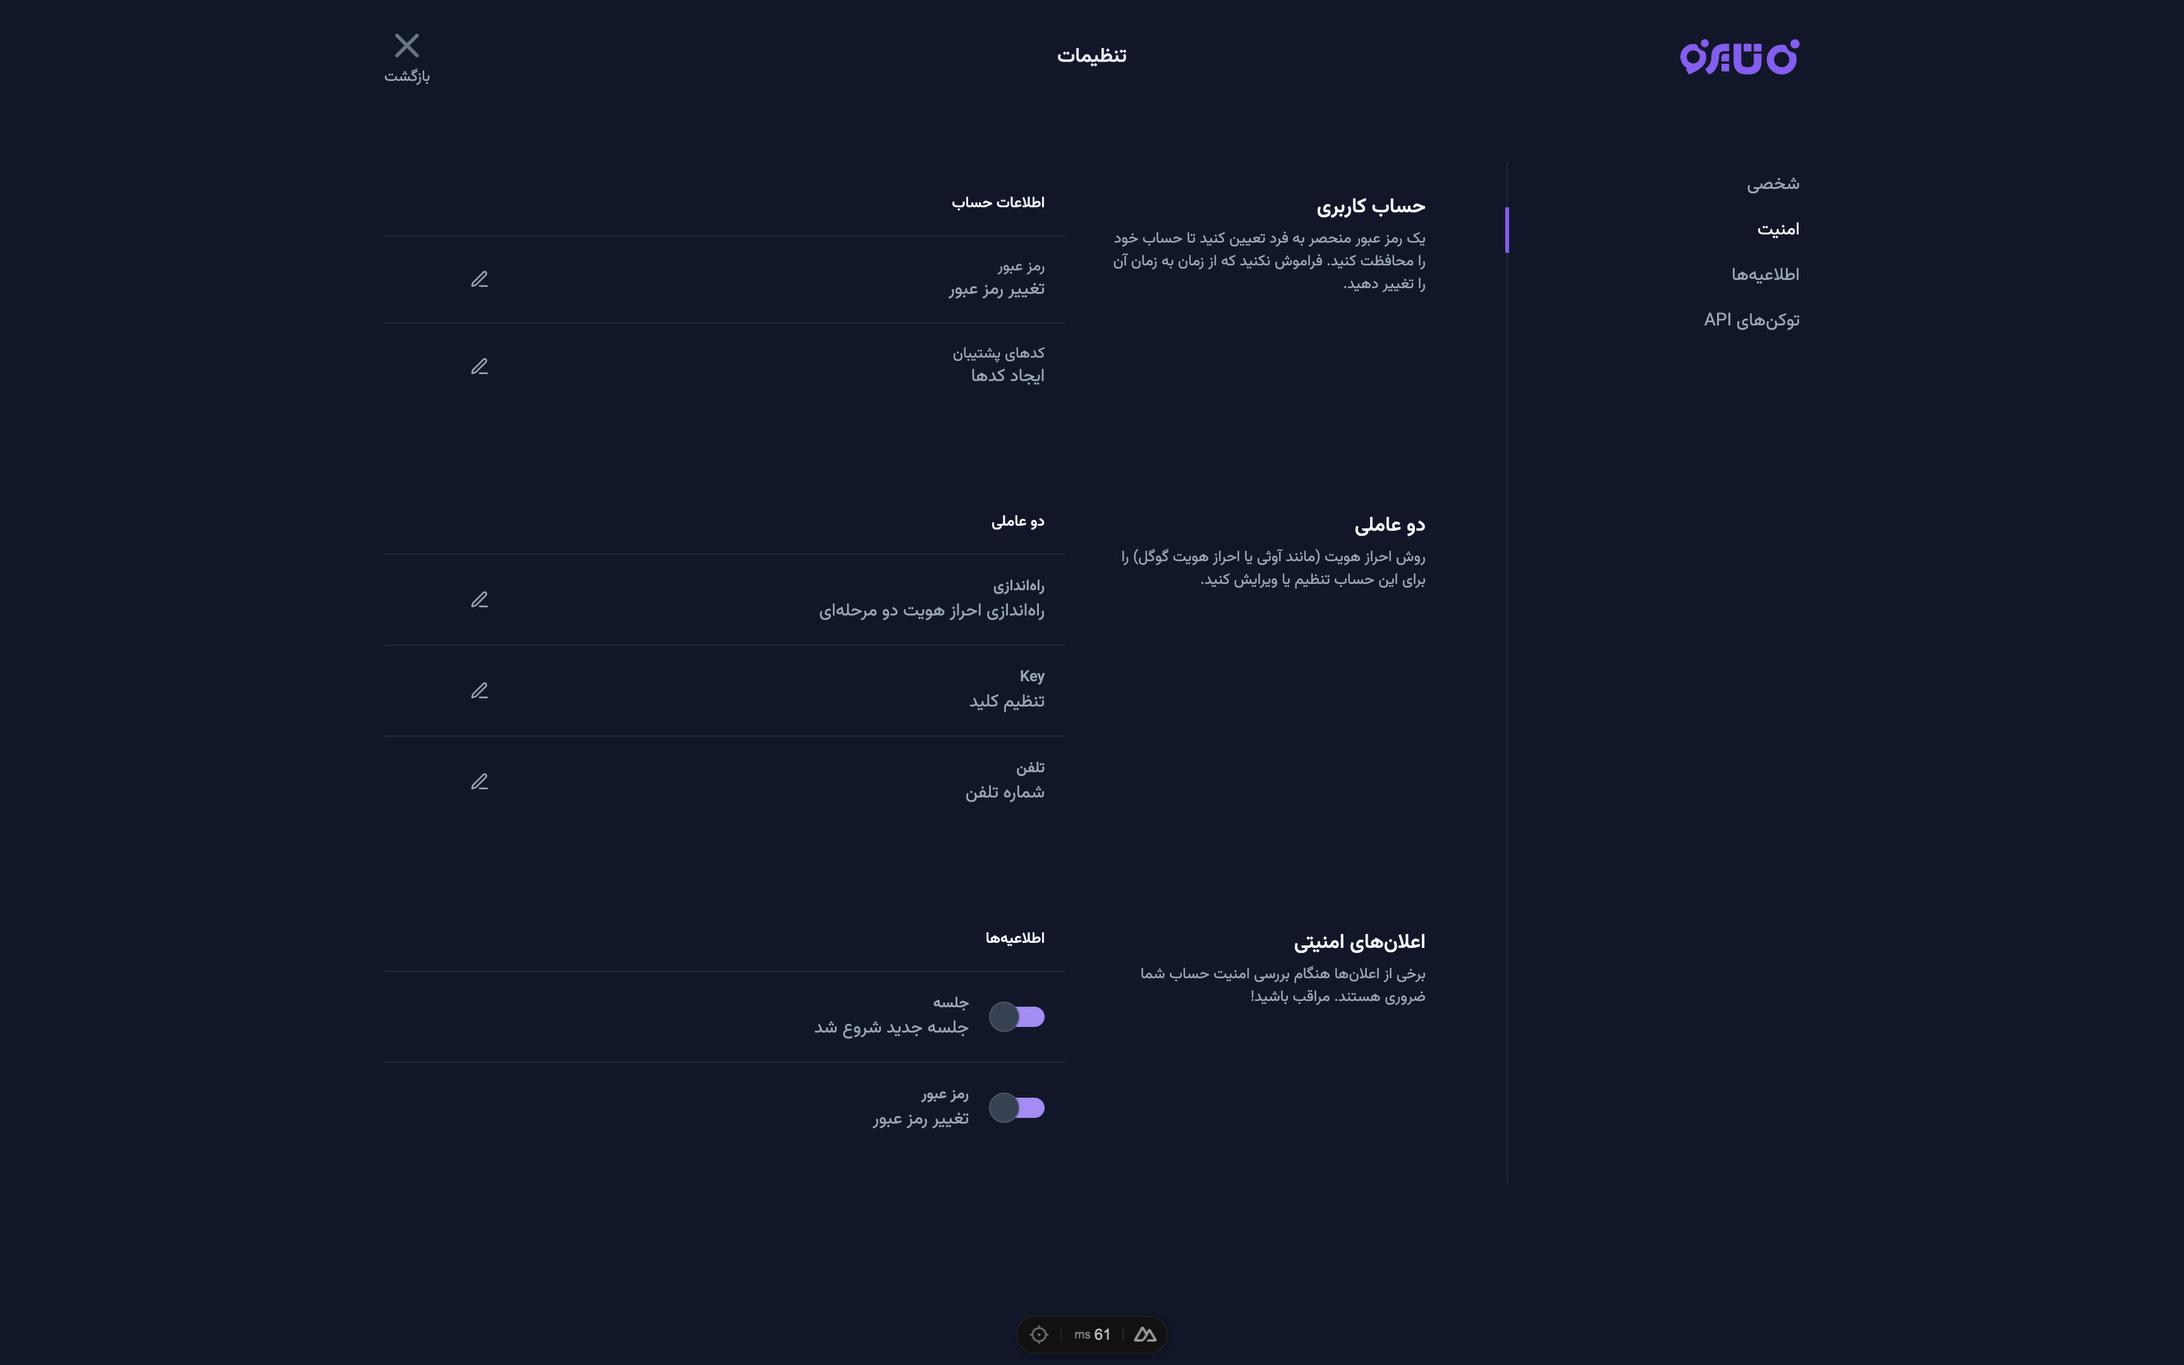 تنظیمات
بازگشت
شخصی
امنیت
اطلاعیه‌ها
توکن‌های API
حساب کاربری
یک رمز عبور منحصر به فرد تعیین کنید تا حساب خود
را محافظت کنید. فراموش نکنید که از زمان به زمان آن
را تغییر دهید.
اطلاعات حساب
رمز عبور
تغییر رمز عبور
کدهای پشتیبان
ایجاد کدها
دو عاملی
روش احراز هویت (مانند آوثی یا احراز هویت گوگل) را
برای این حساب تنظیم یا ویرایش کنید.
دو عاملی
راه‌اندازی
راه‌اندازی احراز هویت دو مرحله‌ای
Key
تنظیم کلید
تلفن
شماره تلفن
اعلان‌های امنیتی
برخی از اعلان‌ها هنگام بررسی امنیت حساب شما
ضروری هستند. مراقب باشید!
اطلاعیه‌ها
جلسه
جلسه جدید شروع شد
رمز عبور
تغییر رمز عبور
61 ms